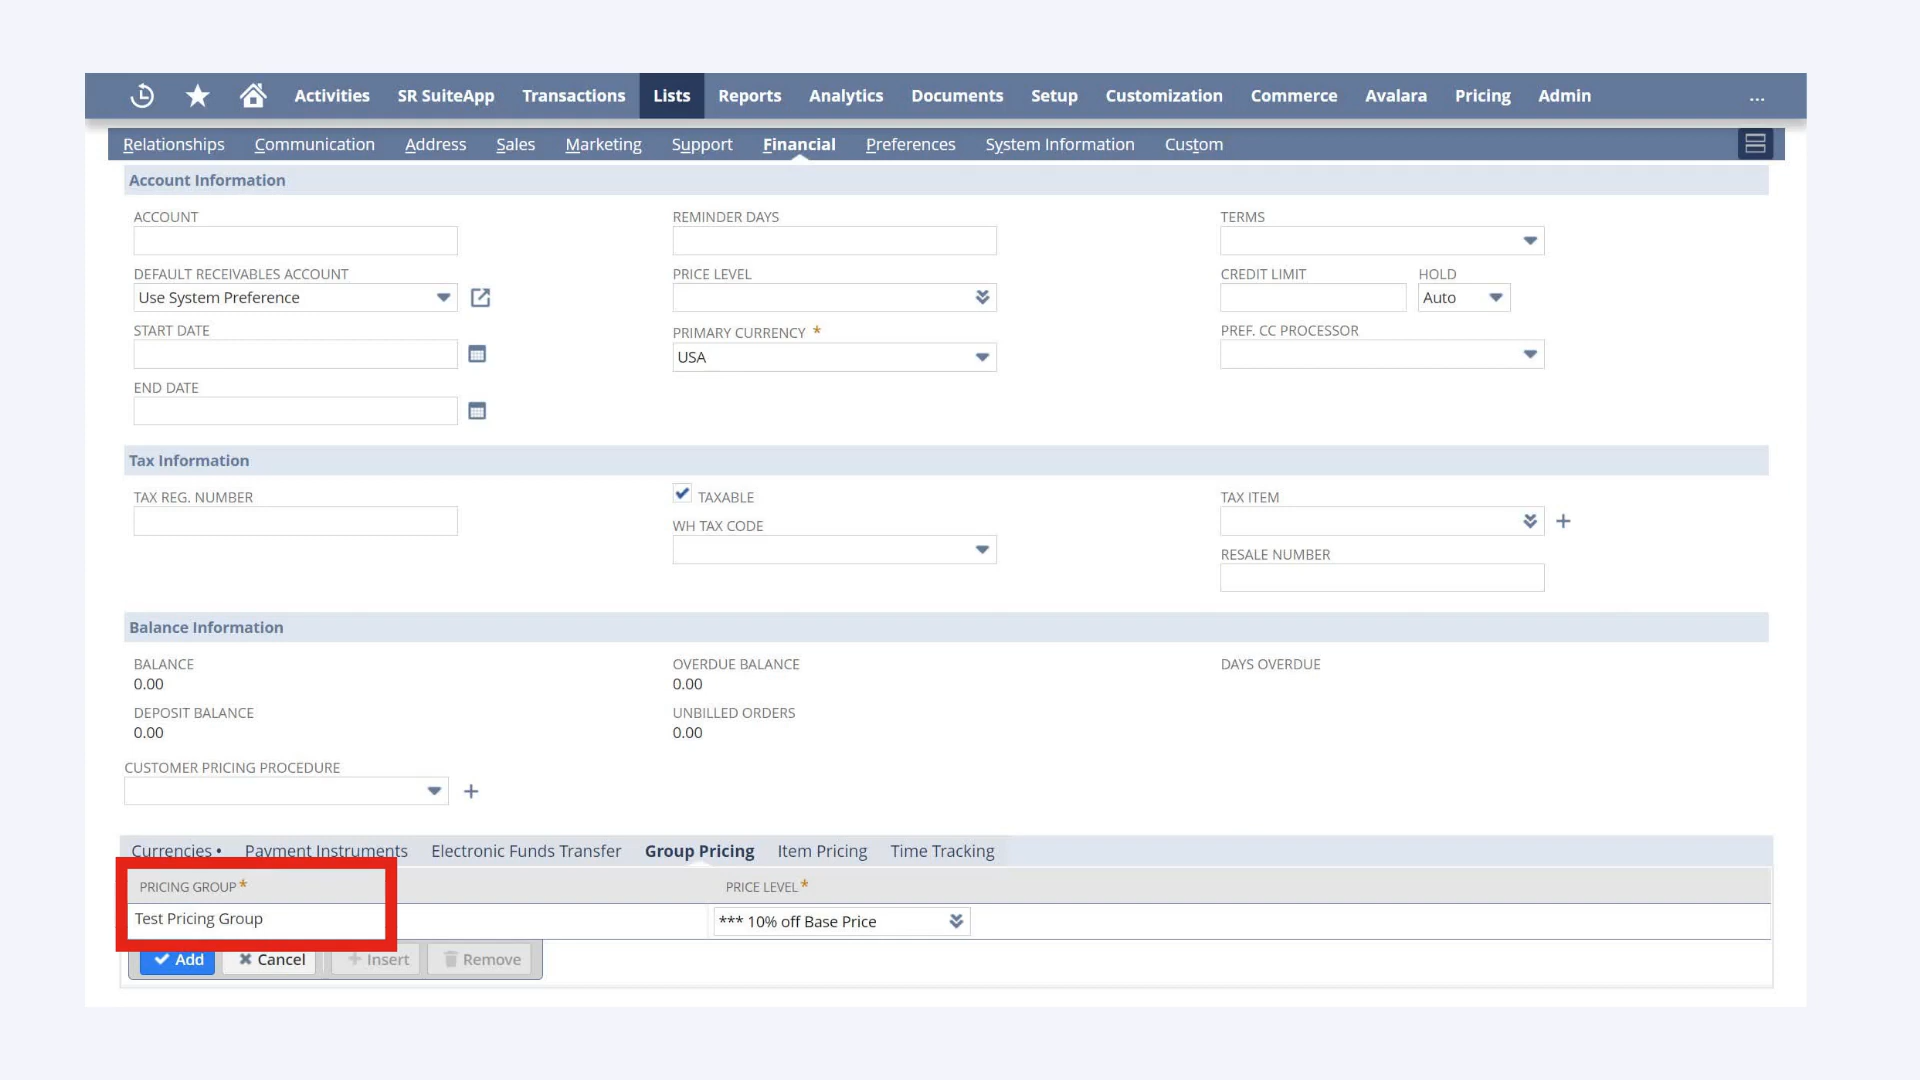 Activities SR SuiteApp Transactions Lists Reports Analytics Documents Setup Customization Commerce Avalara Pricing Admin ...
Relationships Communication Address Sales Marketing Support Financial Preferences System Information Custom
Account Information
ACCOUNT REMINDER DAYS TERMS
DEFAULT RECEIVABLES ACCOUNT PRICE LEVEL CREDIT LIMIT HOLD
Use System Preference Auto
START DATE PRIMARY CURRENCY * PREF. CC PROCESSOR
USA
END DATE
Tax Information
TAX REG. NUMBER TAXABLE TAX ITEM
WH TAX CODE
RESALE NUMBER
Balance Information
BALANCE OVERDUE BALANCE DAYS OVERDUE
0.00 0.00
DEPOSIT BALANCE UNBILLED ORDERS
0.00 0.00
CUSTOMER PRICING PROCEDURE
Currencies • Payment Instruments Electronic Funds Transfer Group Pricing Item Pricing Time Tracking
PRICING GROUP * PRICE LEVEL *
Test Pricing Group *** 10% off Base Price
Add Cancel Insert Remove